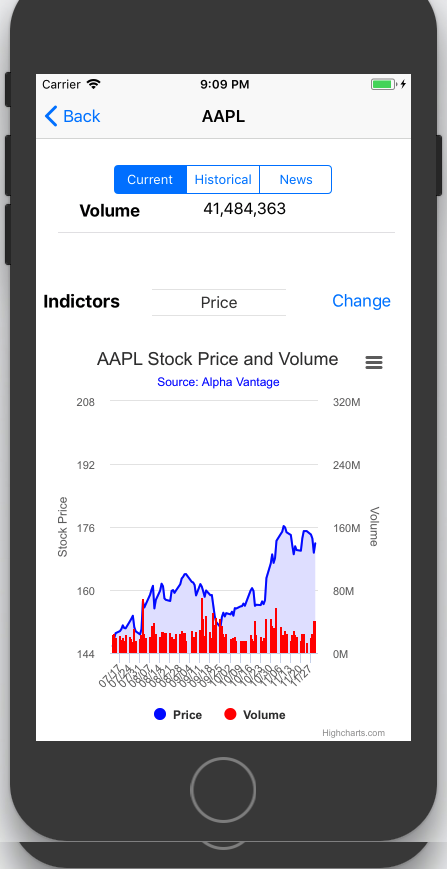 Carrier 9:09 PM
Back AAPL
Current Historical News
Volume 41,484,363
Indictors Price Change
AAPL Stock Price and Volume
Source: Alpha Vantage
208 320M
192 240M
Stock Price 176 160M Volume
160 80M
144 0M
07/17 07/24 07/31 08/07 08/14 08/21 08/28 09/04 09/11 09/18 09/25 10/02 10/09 10/16 10/23 10/30 11/06 11/13 11/20 11/27
Price Volume
Highcharts.com